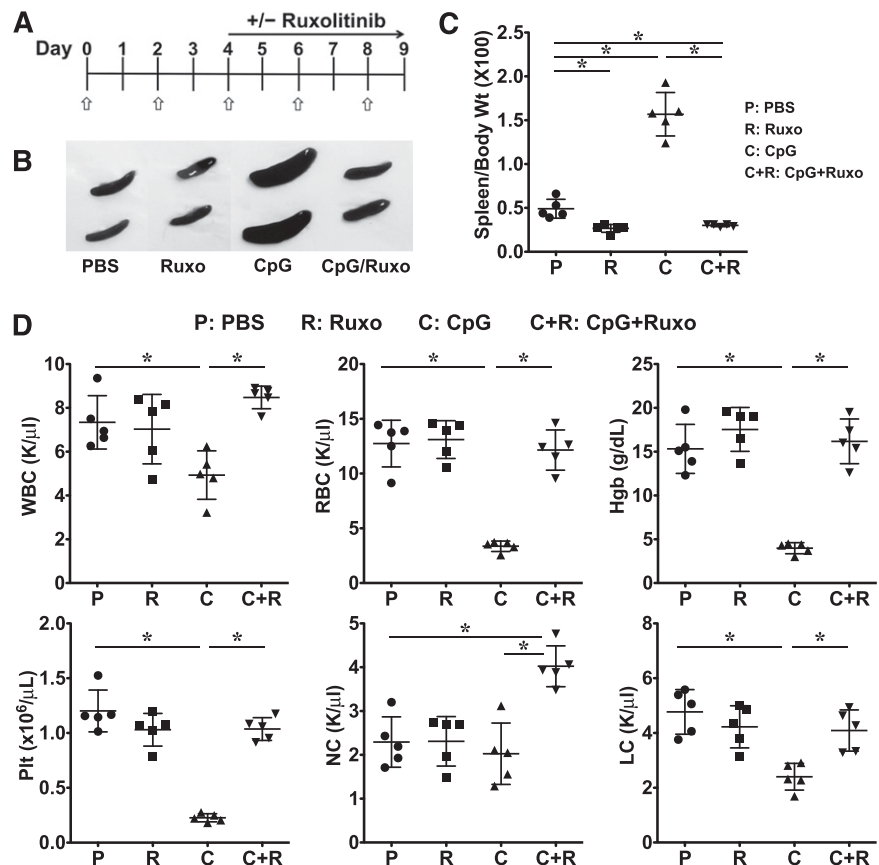 A
+/− Ruxolitinib
Day 0 1 2 3 4 5 6 7 8 9
B
PBS Ruxo CpG CpG/Ruxo
C
Spleen/Body Wt (X100)
2.5
2.0
1.5
1.0
0.5
0.0
* * * *
P R C C+R
P: PBS
R: Ruxo
C: CpG
C+R: CpG+Ruxo
D
P: PBS R: Ruxo C: CpG C+R: CpG+Ruxo
WBC (K/µl)
10
8
6
4
2
0
* *
P R C C+R
RBC (K/µl)
20
15
10
5
0
* *
P R C C+R
Hgb (g/dL)
25
20
15
10
5
0
* *
P R C C+R
Plt (x10⁶/µL)
2.0
1.5
1.0
0.5
0.0
* *
P R C C+R
NC (K/µl)
5
4
3
2
1
0
* *
P R C C+R
LC (K/µl)
8
6
4
2
0
* *
P R C C+R